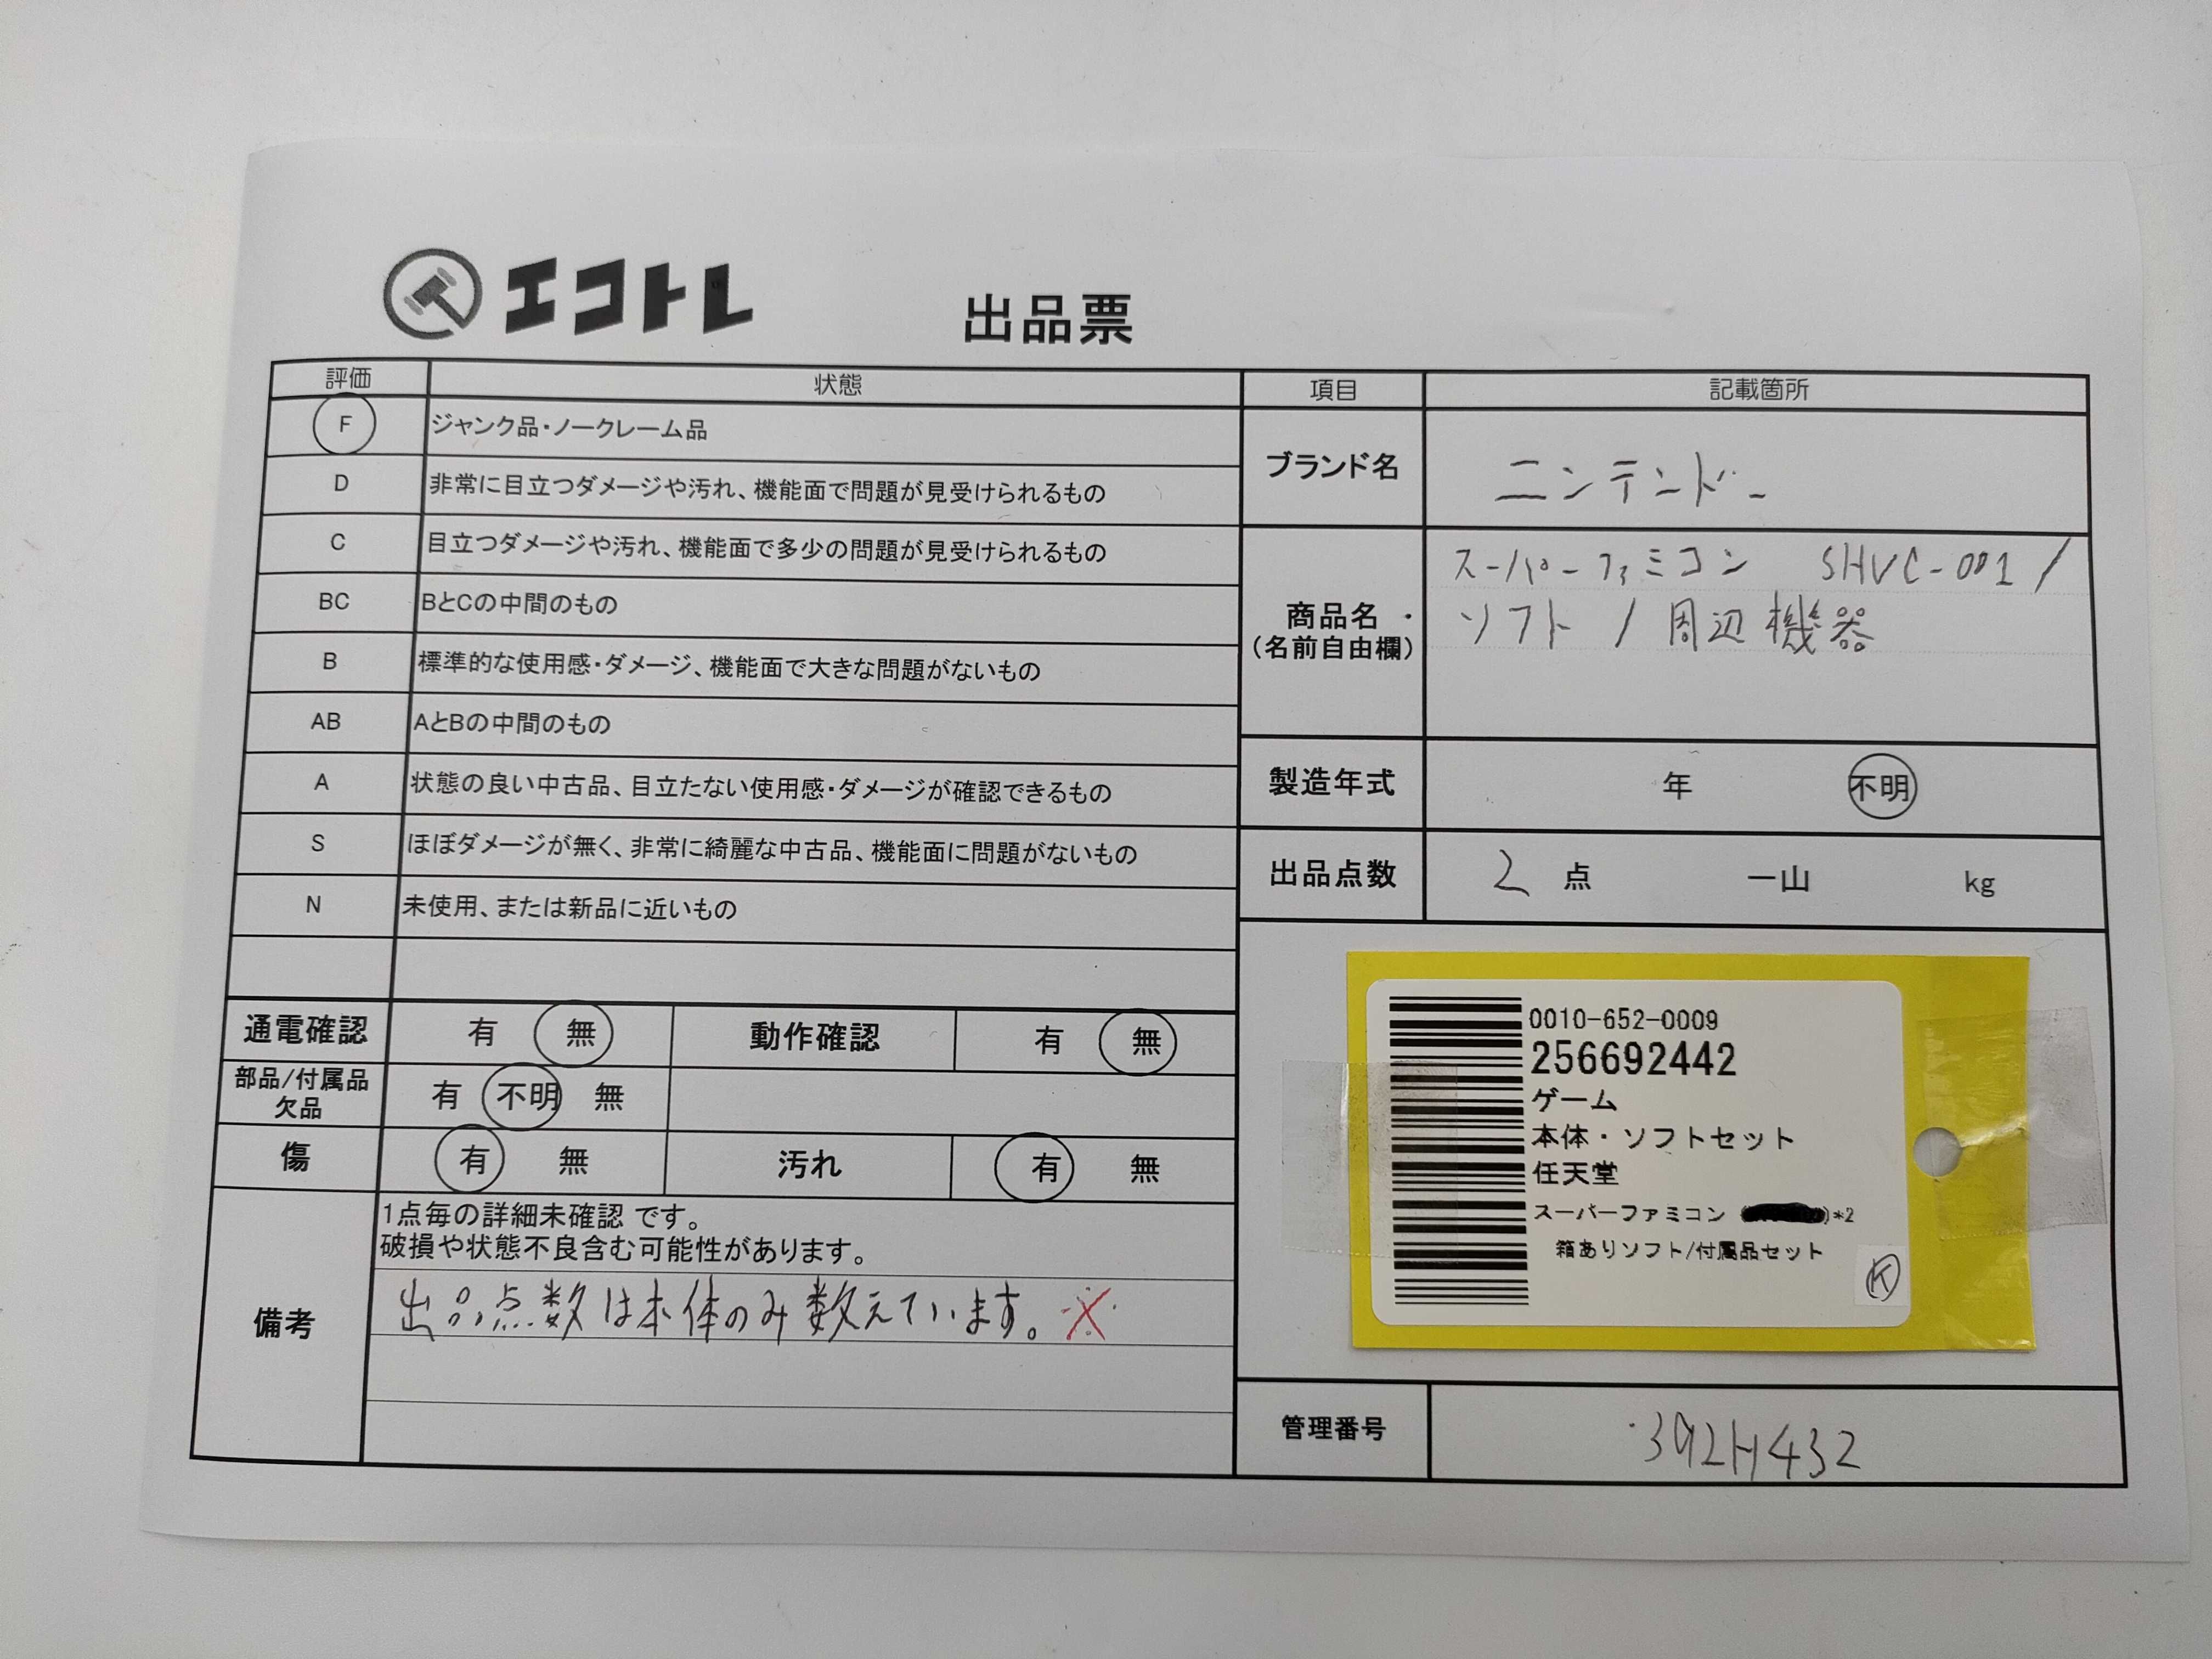 エコトレ
出品票
評価 状態
F ジャンク品・ノークレーム品
D 非常に目立つダメージや汚れ、機能面で問題が見受けられるもの
C 目立つダメージや汚れ、機能面で多少の問題が見受けられるもの
BC BとCの中間のもの
B 標準的な使用感・ダメージ、機能面で大きな問題がないもの
AB AとBの中間のもの
A 状態の良い中古品、目立たない使用感・ダメージが確認できるもの
S ほぼダメージが無く、非常に綺麗な中古品、機能面に問題がないもの
N 未使用、または新品に近いもの
通電確認 有 無 動作確認 有 無
部品/付属品
欠品
有 不明 無
傷 有 無 汚れ 有 無
備考
1点毎の詳細未確認 です。
破損や状態不良含む可能性があります。
出品点数は本体のみ数えています。※
項目 記載箇所
ブランド名 ニンテンドー
商品名
(名前自由欄)
スーパーファミコン SHVC-001/
ソフト/周辺機器
製造年式 年 不明
出品点数 2 点 一山 kg
0010-652-0009
256692442
ゲーム
本体・ソフトセット
任天堂
スーパーファミコン )*2
箱ありソフト/付属品セット
K
管理番号 392H432